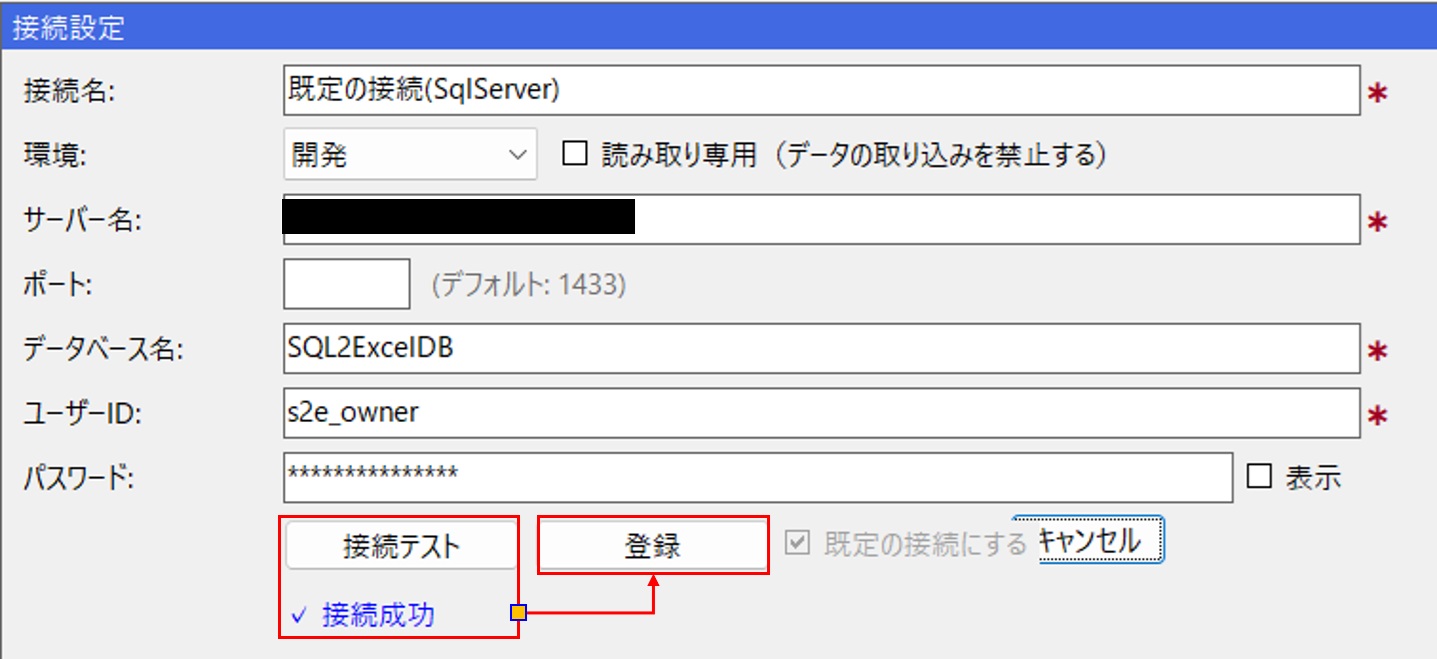 接続設定
接続名: 既定の接続(SqlServer) *
環境: 開発 読み取り専用（データの取り込みを禁止する）
サーバー名: *
ポート: (デフォルト: 1433)
データベース名: SQL2ExcelDB *
ユーザーID: s2e_owner *
パスワード: *************** 表示
接続テスト 登録 既定の接続にする キャンセル
✓ 接続成功